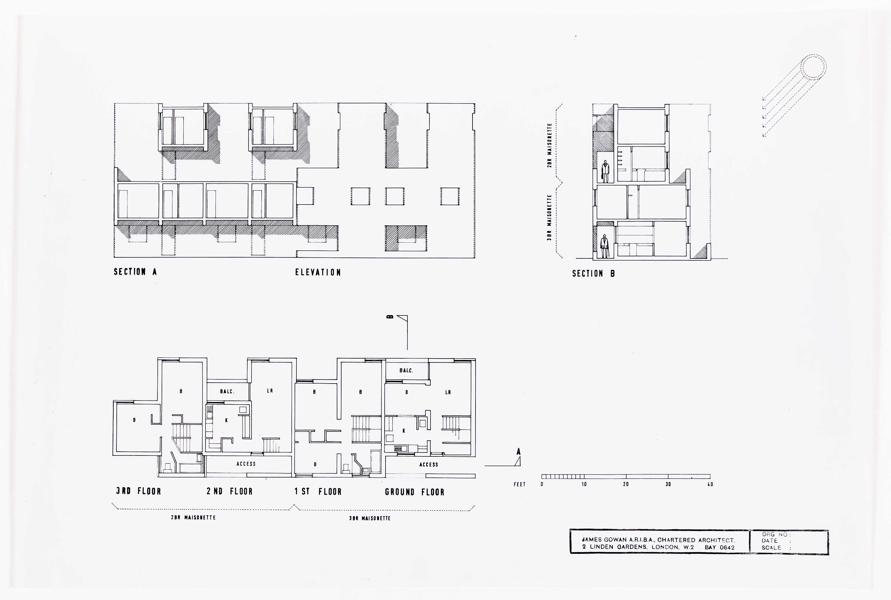 2BR MAISONETTE
3BR MAISONETTE
SECTION A
ELEVATION
SECTION B
B
BALC.
BALC.
B
LR
B
B
D
LR
B
K
K
B
ACCESS
ACCESS
A
3RD FLOOR
2ND FLOOR
1ST FLOOR
GROUND FLOOR
FEET
0
10
20
30
40
2BR MAISONETTE
3BR MAISONETTE
JAMES GOWAN A.R.I.B.A., CHARTERED ARCHITECT.
2 LINDEN GARDENS, LONDON, W.2 BAY 0642
DRG NO:
DATE :
SCALE :